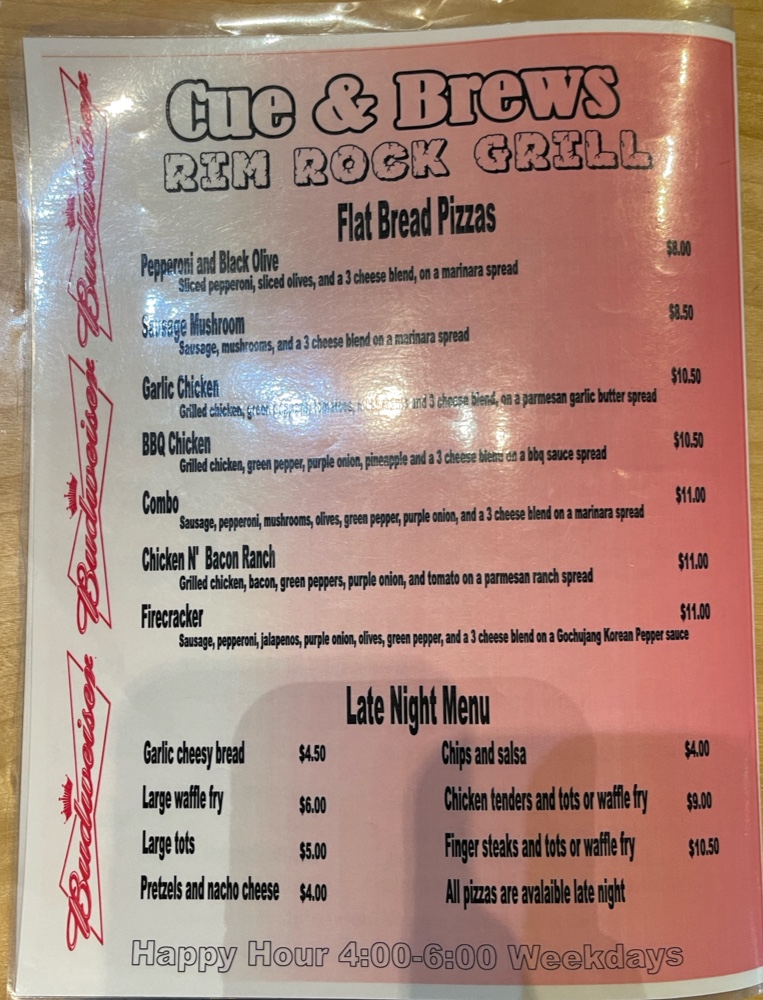 Cue & Brews
RIM ROCK GRILL
Flat Bread Pizzas
Pepperoni and Black Olive $8.00
Sliced pepperoni, sliced olives, and a 3 cheese blend, on a marinara spread
Sausage Mushroom $8.50
Sausage, mushrooms, and a 3 cheese blend on a marinara spread
Garlic Chicken $10.50
Grilled chicken, green tomatoes, and 3 cheese blend, on a parmesan garlic butter spread
BBQ Chicken $10.50
Grilled chicken, green pepper, purple onion, pineapple and a 3 cheese blend on a bbq sauce spread
Combo $11.00
Sausage, pepperoni, mushrooms, olives, green pepper, purple onion, and a 3 cheese blend on a marinara spread
Chicken N' Bacon Ranch $11.00
Grilled chicken, bacon, green peppers, purple onion, and tomato on a parmesan ranch spread
Firecracker $11.00
Sausage, pepperoni, jalapenos, purple onion, olives, green pepper, and a 3 cheese blend on a Gochujang Korean Pepper sauce
Late Night Menu
Garlic cheesy bread $4.50
Large waffle fry $6.00
Large tots $5.00
Pretzels and nacho cheese $4.00
Chips and salsa $4.00
Chicken tenders and tots or waffle fry $9.00
Finger steaks and tots or waffle fry $10.50
All pizzas are avalaible late night
Happy Hour 4:00-6:00 Weekdays
Budweiser
Budweiser
Budweiser